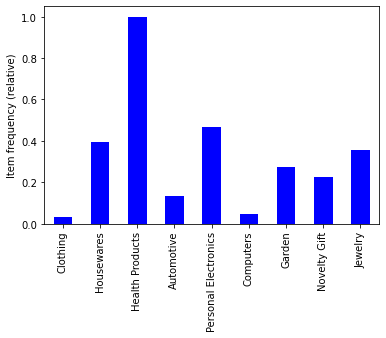 Item frequency (relative)
1.0
0.8
0.6
0.4
0.2
0.0
Clothing
Housewares
Health Products
Automotive
Personal Electronics
Computers
Garden
Novelty Gift
Jewelry